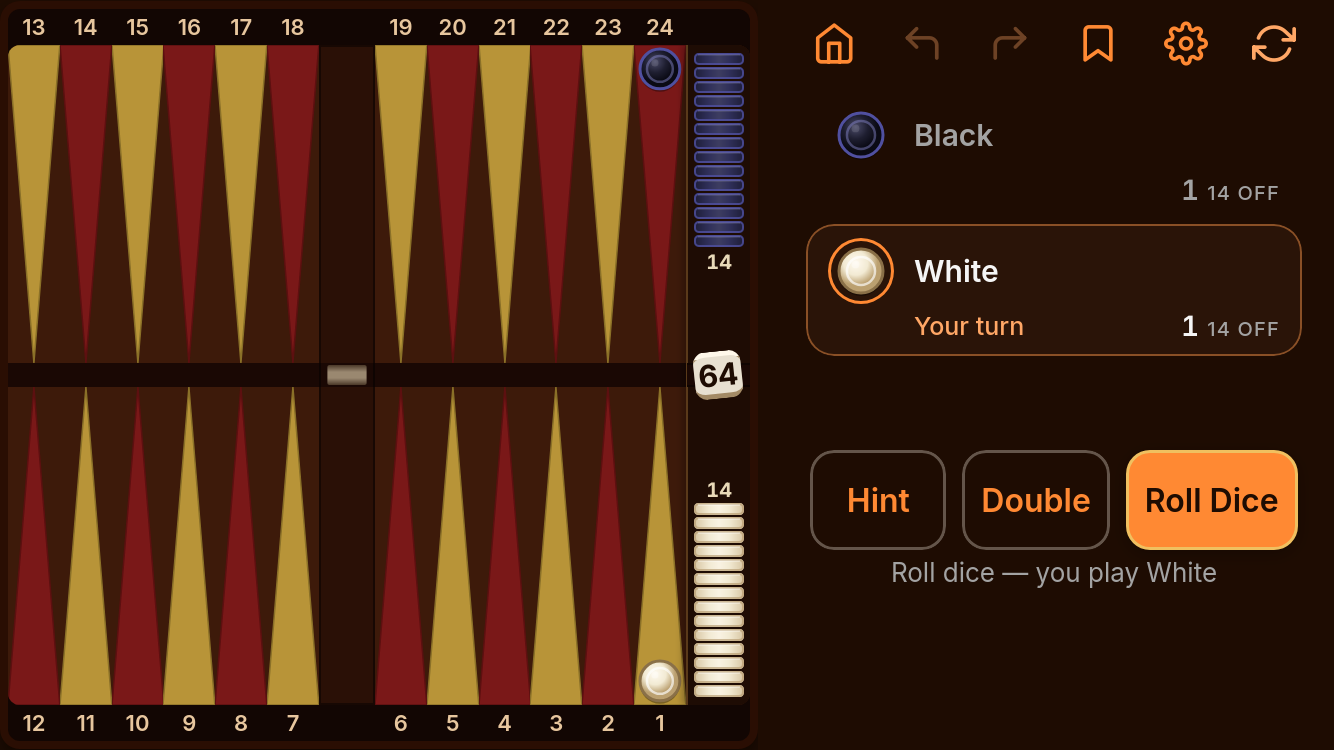 13 14 15 16 17 18 19 20 21 22 23 24
14
64
14
12 11 10 9 8 7 6 5 4 3 2 1
Black
1 14 OFF
White
Your turn 1 14 OFF
Hint Double Roll Dice
Roll dice — you play White